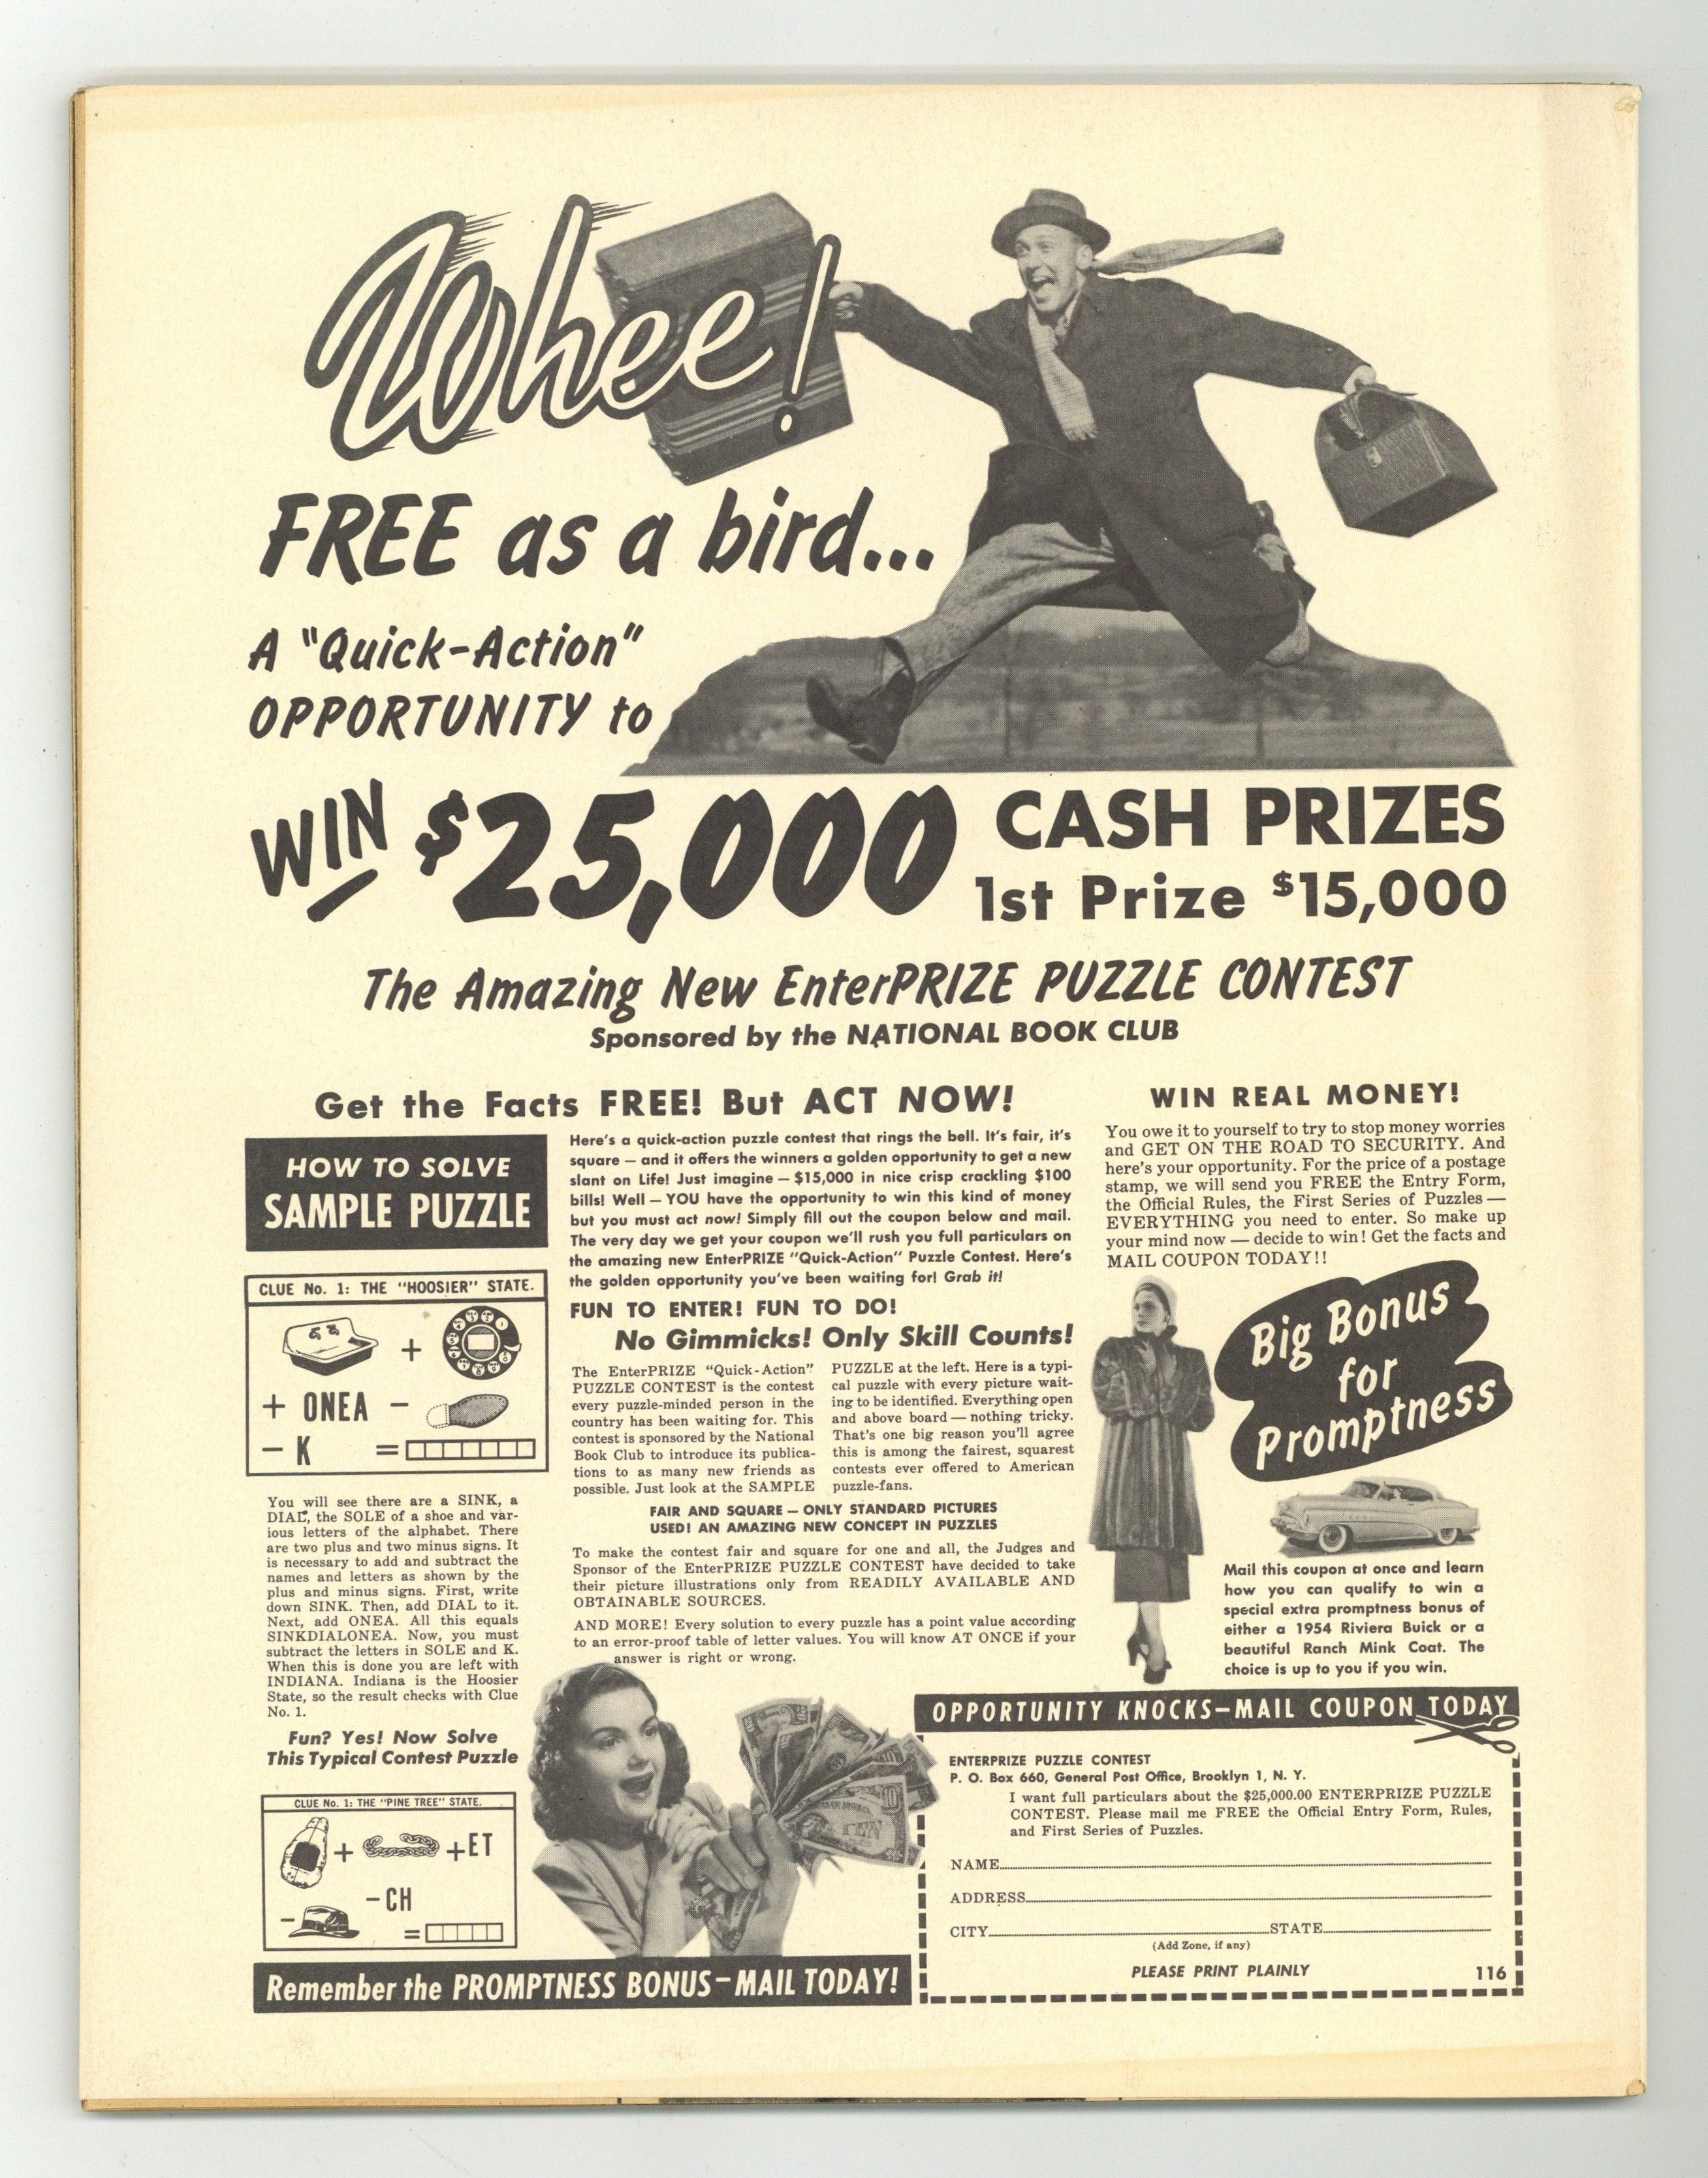 Whee!
FREE as a bird...
A "Quick-Action"
OPPORTUNITY to
WIN $25,000 CASH PRIZES
1st Prize $15,000
The Amazing New EnterPRIZE PUZZLE CONTEST
Sponsored by the NATIONAL BOOK CLUB
Get the Facts FREE! But ACT NOW!
HOW TO SOLVE
SAMPLE PUZZLE
CLUE No. 1: THE "HOOSIER" STATE.
+
+ ONEA -
- K =
You will see there are a SINK, a
DIAL, the SOLE of a shoe and var-
ious letters of the alphabet. There
are two plus and two minus signs. It
is necessary to add and subtract the
names and letters as shown by the
plus and minus signs. First, write
down SINK. Then, add DIAL to it.
Next, add ONEA. All this equals
SINKDIALONEA. Now, you must
subtract the letters in SOLE and K.
When this is done you are left with
INDIANA. Indiana is the Hoosier
State, so the result checks with Clue
No. 1.
Fun? Yes! Now Solve
This Typical Contest Puzzle
CLUE No. 1: THE "PINE TREE" STATE.
+ +ET
-CH
- =
Here's a quick-action puzzle contest that rings the bell. It's fair, it's
square — and it offers the winners a golden opportunity to get a new
slant on Life! Just imagine — $15,000 in nice crisp crackling $100
bills! Well — YOU have the opportunity to win this kind of money
but you must act now! Simply fill out the coupon below and mail.
The very day we get your coupon we'll rush you full particulars on
the amazing new EnterPRIZE "Quick-Action" Puzzle Contest. Here's
the golden opportunity you've been waiting for! Grab it!
FUN TO ENTER! FUN TO DO!
No Gimmicks! Only Skill Counts!
The EnterPRIZE "Quick-Action"
PUZZLE CONTEST is the contest
every puzzle-minded person in the
country has been waiting for. This
contest is sponsored by the National
Book Club to introduce its publica-
tions to as many new friends as
possible. Just look at the SAMPLE
PUZZLE at the left. Here is a typi-
cal puzzle with every picture wait-
ing to be identified. Everything open
and above board — nothing tricky.
That's one big reason you'll agree
this is among the fairest, squarest
contests ever offered to American
puzzle-fans.
FAIR AND SQUARE — ONLY STANDARD PICTURES
USED! AN AMAZING NEW CONCEPT IN PUZZLES
To make the contest fair and square for one and all, the Judges and
Sponsor of the EnterPRIZE PUZZLE CONTEST have decided to take
their picture illustrations only from READILY AVAILABLE AND
OBTAINABLE SOURCES.
AND MORE! Every solution to every puzzle has a point value according
to an error-proof table of letter values. You will know AT ONCE if your
answer is right or wrong.
WIN REAL MONEY!
You owe it to yourself to try to stop money worries
and GET ON THE ROAD TO SECURITY. And
here's your opportunity. For the price of a postage
stamp, we will send you FREE the Entry Form,
the Official Rules, the First Series of Puzzles —
EVERYTHING you need to enter. So make up
your mind now — decide to win! Get the facts and
MAIL COUPON TODAY!!
Big Bonus
for
Promptness
Mail this coupon at once and learn
how you can qualify to win a
special extra promptness bonus of
either a 1954 Riviera Buick or a
beautiful Ranch Mink Coat. The
choice is up to you if you win.
TEN
10
Remember the PROMPTNESS BONUS—MAIL TODAY!
OPPORTUNITY KNOCKS—MAIL COUPON TODAY
ENTERPRIZE PUZZLE CONTEST
P. O. Box 660, General Post Office, Brooklyn 1, N. Y.
I want full particulars about the $25,000.00 ENTERPRIZE PUZZLE
CONTEST. Please mail me FREE the Official Entry Form, Rules,
and First Series of Puzzles.
NAME
ADDRESS
CITY STATE
(Add Zone, if any)
PLEASE PRINT PLAINLY 116